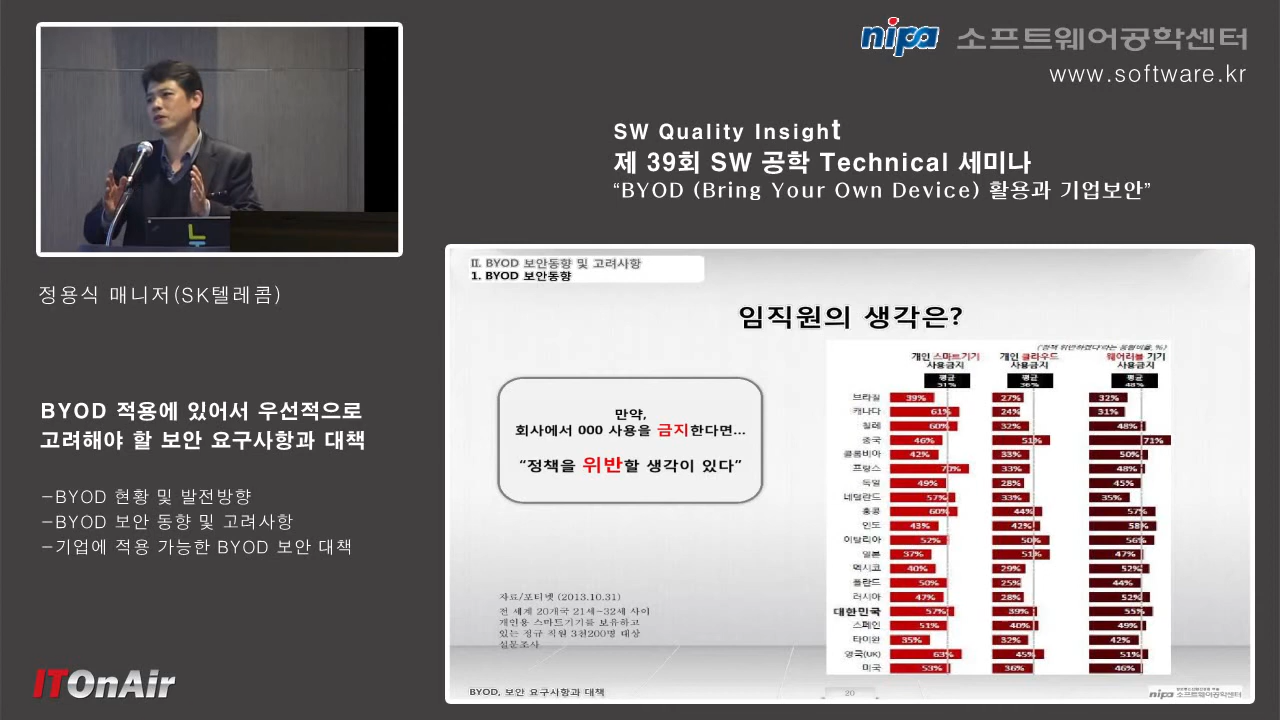 nipa 소프트웨어공학센터
www.software.kr
SW Quality Insight
제 39회 SW 공학 Technical 세미나
“BYOD (Bring Your Own Device) 활용과 기업보안”
정용식 매니저(SK텔레콤)
BYOD 적용에 있어서 우선적으로
고려해야 할 보안 요구사항과 대책
-BYOD 현황 및 발전방향
-BYOD 보안 동향 및 고려사항
-기업에 적용 가능한 BYOD 보안 대책
ITOnAir
II. BYOD 보안동향 및 고려사항
1. BYOD 보안동향
임직원의 생각은?
만약,
회사에서 000 사용을 금지한다면...
“정책을 위반할 생각이 있다”
('정책 위반하겠다'라는 응답비율, %)
개인 스마트기기 개인 클라우드 웨어러블 기기
사용금지 사용금지 사용금지
평균 평균 평균
51% 36% 48%
브라질 39% 27% 32%
캐나다 61% 24% 31%
칠레 60% 32% 48%
중국 46% 51% 71%
콜롬비아 42% 33% 50%
프랑스 70% 33% 48%
독일 49% 28% 45%
네덜란드 57% 33% 35%
홍콩 60% 44% 57%
인도 43% 42% 58%
이탈리아 52% 50% 56%
일본 37% 51% 47%
멕시코 40% 29% 52%
폴란드 50% 25% 44%
러시아 47% 28% 52%
대한민국 57% 39% 55%
스페인 51% 40% 49%
타이완 35% 32% 42%
영국(UK) 63% 45% 51%
미국 53% 36% 46%
자료/포티넷 (2013.10.31)
전 세계 20개국 21세~32세 사이
개인용 스마트기기를 보유하고
있는 정규 직원 3천200명 대상
설문조사
BYOD, 보안 요구사항과 대책
20
nipa 소프트웨어공학센터